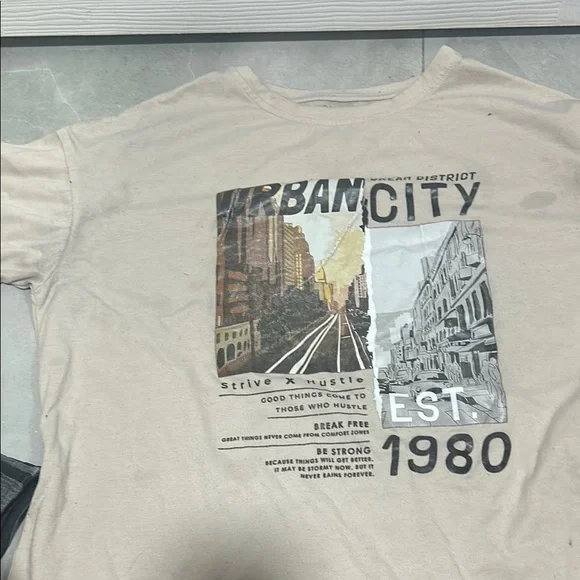 URBAN DISTRICT
URBAN CITY
Strive X Hustle
GOOD THINGS COME TO
THOSE WHO HUSTLE
BREAK FREE
GREAT THINGS NEVER COME FROM COMFORT ZONES
BE STRONG
BECAUSE THINGS WILL GET BETTER.
IT MAY BE STORMY NOW, BUT IT
NEVER RAINS FOREVER.
EST.
1980